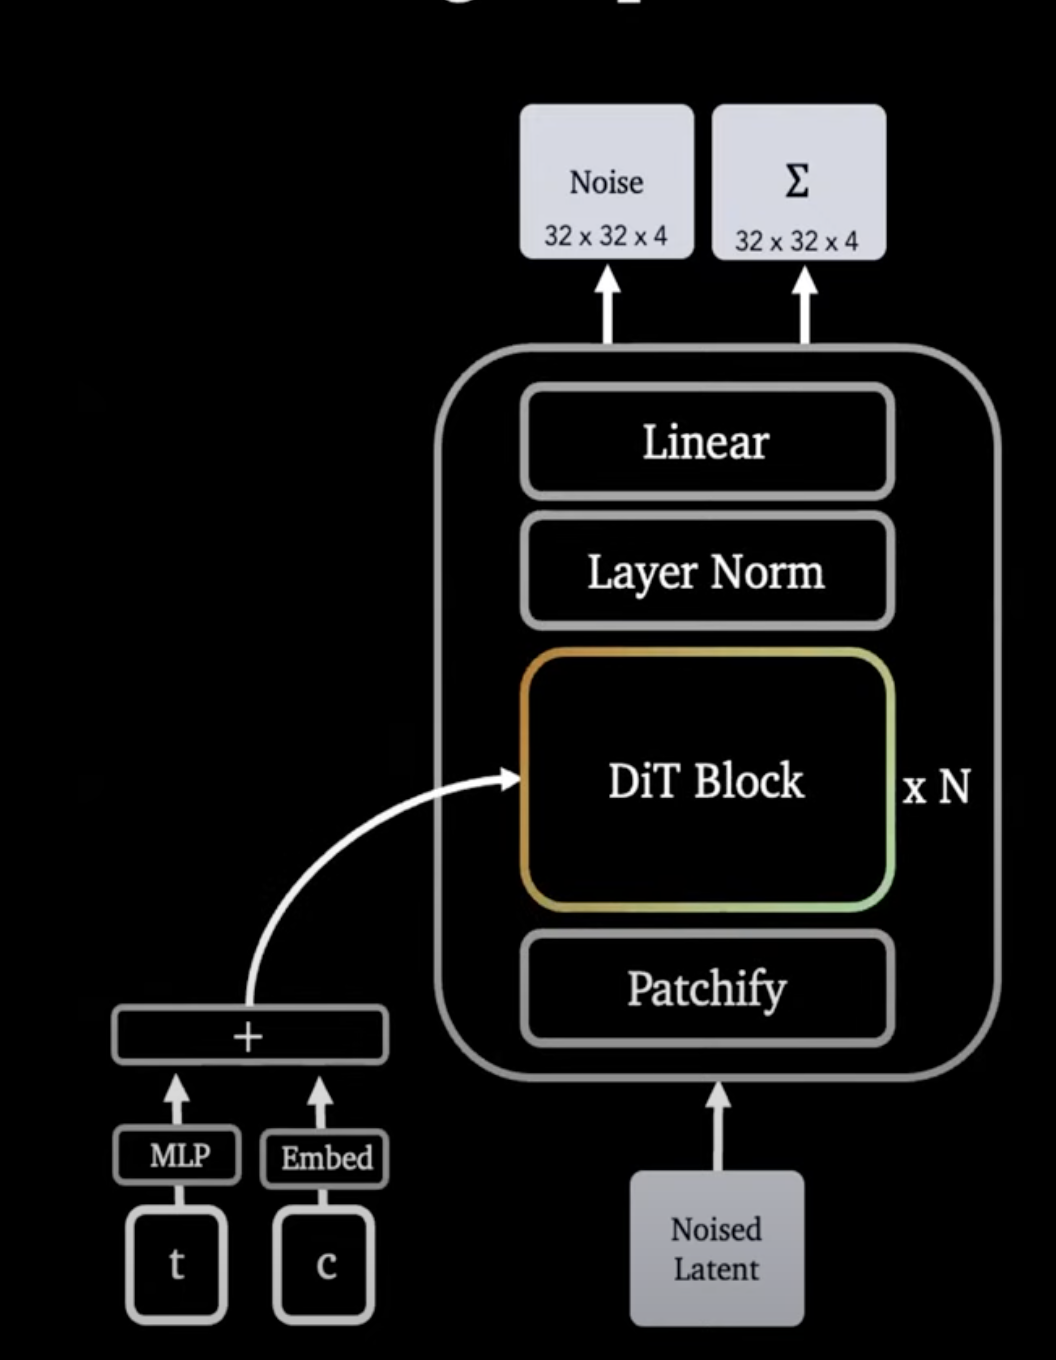 Noise
32 x 32 x 4
Σ
32 x 32 x 4
Linear
Layer Norm
DiT Block
x N
Patchify
+
MLP
Embed
t
c
Noised
Latent